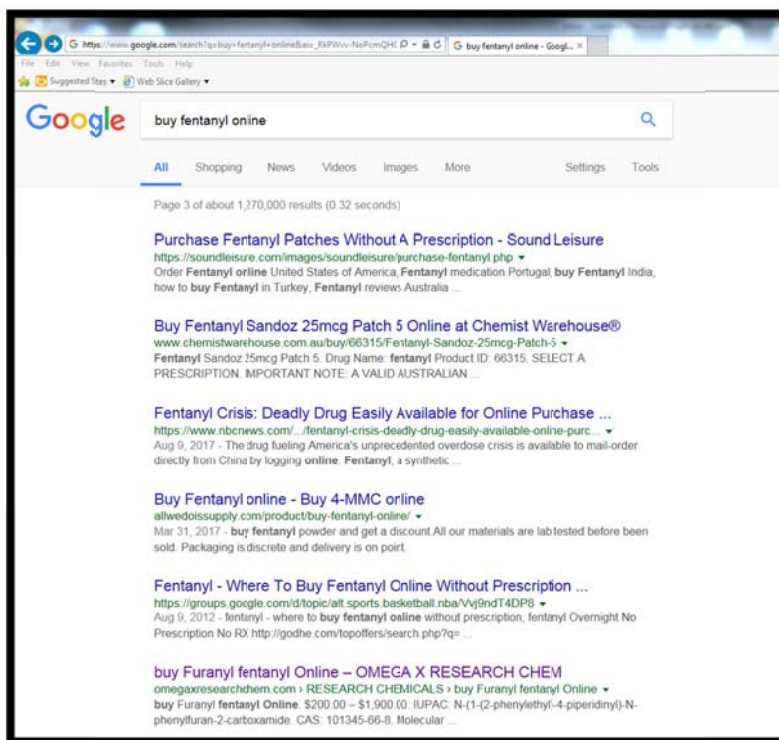 https://www.google.com/search?q=buy+fentanyl+online&ei=_RkPWvv-NoPcmQHC
buy fentanyl online - Googl...
File Edit View Favorites Tools Help
Suggested Sites Web Slice Gallery
Google
buy fentanyl online
All Shopping News Videos Images More Settings Tools
Page 3 of about 1,270,000 results (0.32 seconds)
Purchase Fentanyl Patches Without A Prescription - Sound Leisure
https://soundleisure.com/images/soundleisure/purchase-fentanyl.php
Order Fentanyl online United States of America, Fentanyl medication Portugal, buy Fentanyl India,
how to buy Fentanyl in Turkey, Fentanyl reviews Australia ...
Buy Fentanyl Sandoz 25mcg Patch 5 Online at Chemist Warehouse®
www.chemistwarehouse.com.au/buy/66315/Fentanyl-Sandoz-25mcg-Patch-5
Fentanyl Sandoz 25mcg Patch 5. Drug Name: fentanyl Product ID: 66315. SELECT A
PRESCRIPTION. IMPORTANT NOTE: A VALID AUSTRALIAN ...
Fentanyl Crisis: Deadly Drug Easily Available for Online Purchase ...
https://www.nbcnews.com/.../fentanyl-crisis-deadly-drug-easily-available-online-purc...
Aug 9, 2017 - The drug fueling America's unprecedented overdose crisis is available to mail-order
directly from China by logging online. Fentanyl, a synthetic ...
Buy Fentanyl online - Buy 4-MMC online
allwedoissupply.com/product/buy-fentanyl-online/
Mar 31, 2017 - buy fentanyl powder and get a discount All our materials are lab tested before been
sold. Packaging is discrete and delivery is on point.
Fentanyl - Where To Buy Fentanyl Online Without Prescription ...
https://groups.google.com/d/topic/alt.sports.basketball.nba/Vvj9ndT4DP8
Aug 9, 2012 - fentanyl - where to buy fentanyl online without prescription, fentanyl Overnight No
Prescription No RX http://godhe.com/topoffers/search.php?q= ...
buy Furanyl fentanyl Online – OMEGA X RESEARCH CHEM
omegaxresearchdhem.com › RESEARCH CHEMICALS › buy Furanyl fentanyl Online
buy Furanyl fentanyl Online. $200.00 – $1,900.00. IUPAC: N-(1-(2-phenylethyl)-4-piperidinyl)-N-
phenylfuran-2-carboxamide. CAS: 101345-66-8. Molecular ...